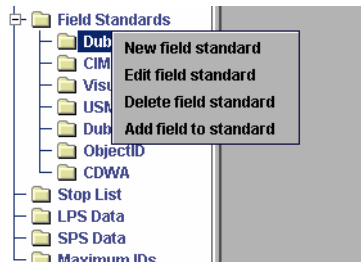 Field Standards
Dub
New field standard
CIM
Edit field standard
Visu
Delete field standard
USM
Dub
Add field to standard
ObjectID
CDWA
Stop List
LPS Data
SPS Data
Maximum IDs